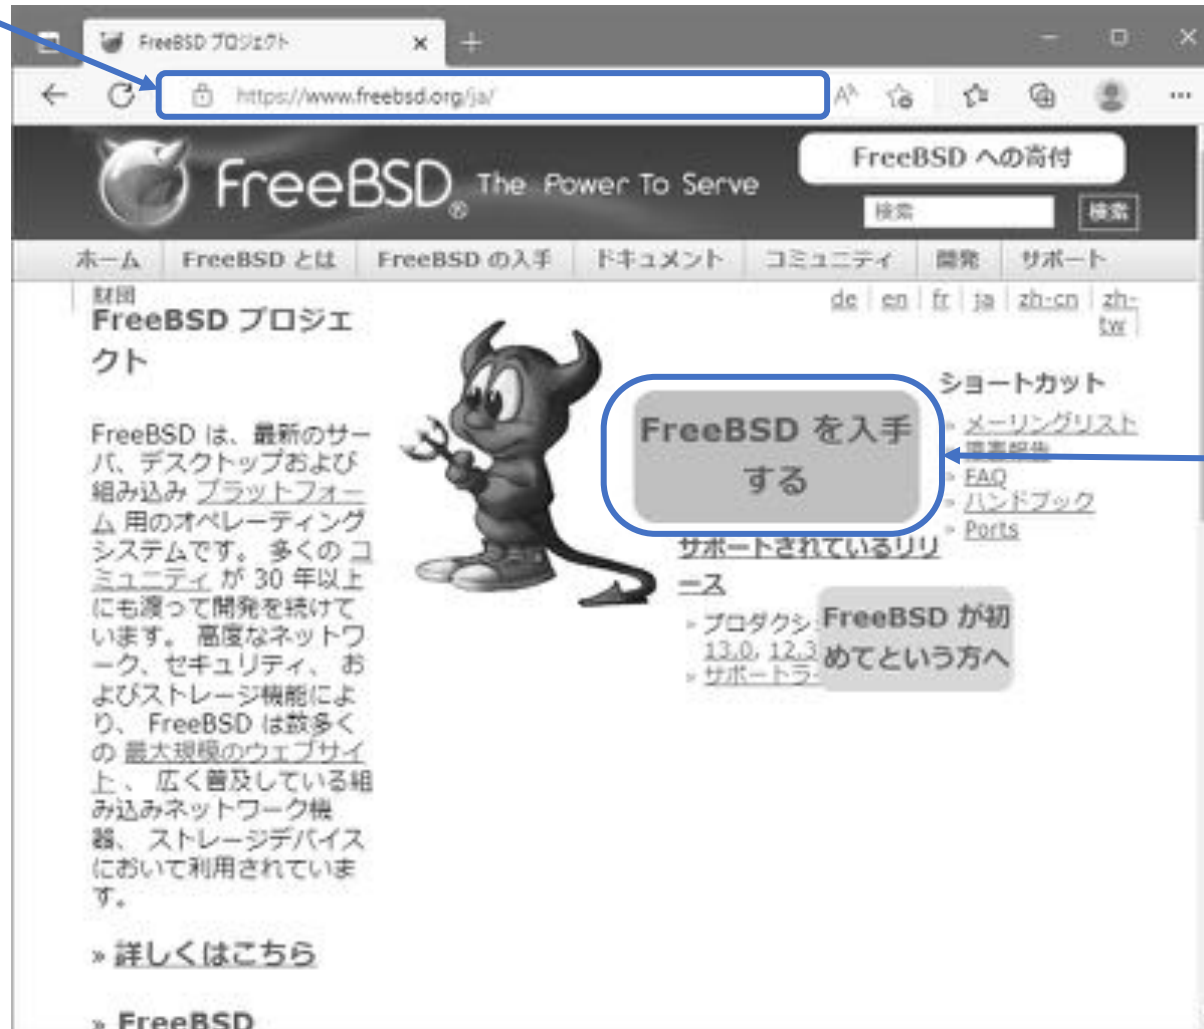 FreeBSD プロジェクト
https://www.freebsd.org/ja/
FreeBSD® The Power To Serve
FreeBSD への寄付
検索 検索
ホーム FreeBSD とは FreeBSD の入手 ドキュメント コミュニティ 開発 サポート
財団
de en fr ja zh-cn zh-
tw
FreeBSD プロジェ
クト
FreeBSD は、最新のサー
バ、デスクトップおよび
組み込み プラットフォー
ム 用のオペレーティング
システムです。 多くの コ
ミュニティ が 30 年以上
にも渡って開発を続けて
います。 高度なネットワ
ーク、セキュリティ、 お
よびストレージ機能によ
り、 FreeBSD は数多く
の 最大規模のウェブサイ
ト 、 広く普及している組
み込みネットワーク機
器、 ストレージデバイス
において利用されていま
す。
» 詳しくはこちら
» FreeBSD
FreeBSD を入手
する
サポートされているリリ
ース
» プロダクシ
13.0, 12.3
» サポートラ
FreeBSD が初
めてという方へ
ショートカット
» メーリングリスト
» 障害報告
» FAQ
» ハンドブック
» Ports